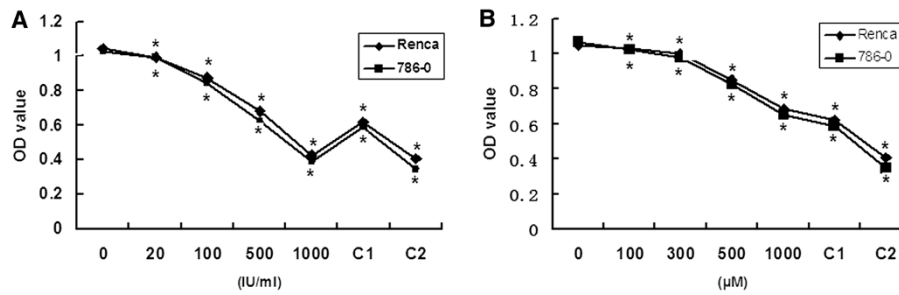 A
OD value
1.2
1
0.8
0.6
0.4
0.2
0
Renca
786-0
* * * * * *
* * * * * *
0 20 100 500 1000 C1 C2
(IU/ml)
B
OD value
1.2
1
0.8
0.6
0.4
0.2
0
Renca
786-0
* * * * * *
* * * * * *
0 100 300 500 1000 C1 C2
(µM)